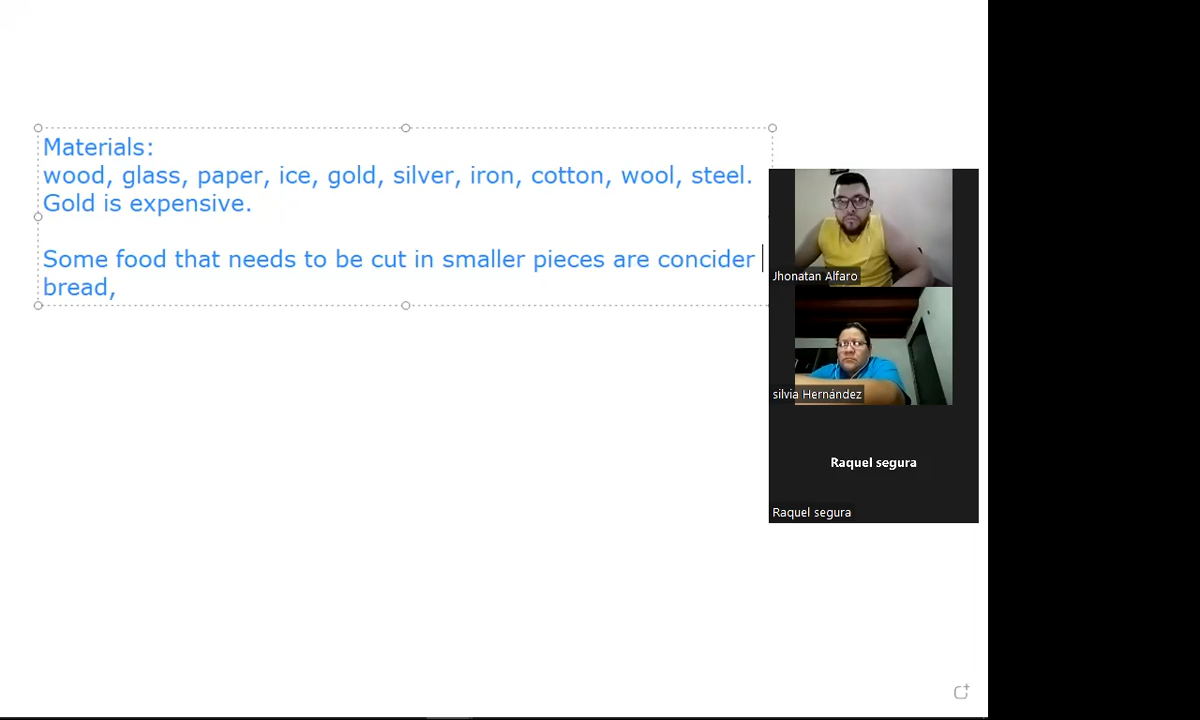 Materials:
wood, glass, paper, ice, gold, silver, iron, cotton, wool, steel.
Gold is expensive.
Some food that needs to be cut in smaller pieces are concider
bread,
Jhonatan Alfaro
silvia Hernández
Raquel segura
Raquel segura